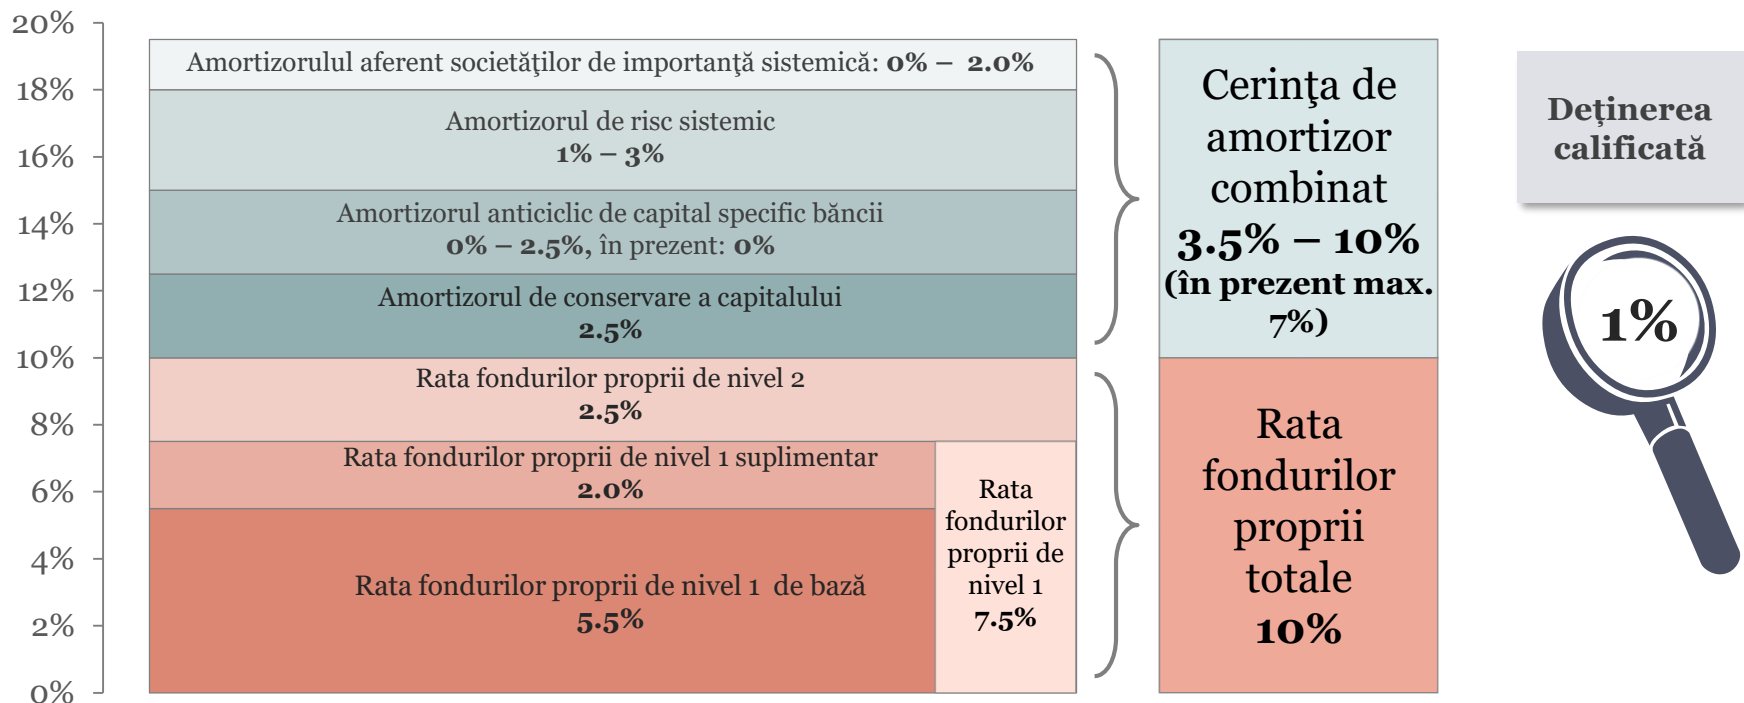 20%
18%
16%
14%
12%
10%
8%
6%
4%
2%
0%
Amortizorulul aferent societăţilor de importanţă sistemică: 0% – 2.0%
Amortizorul de risc sistemic
1% – 3%
Amortizorul anticiclic de capital specific băncii
0% – 2.5%, în prezent: 0%
Amortizorul de conservare a capitalului
2.5%
Rata fondurilor proprii de nivel 2
2.5%
Rata fondurilor proprii de nivel 1 suplimentar
2.0%
Rata fondurilor proprii de nivel 1 de bază
5.5%
Rata
fondurilor
proprii de
nivel 1
7.5%
Cerinţa de
amortizor
combinat
3.5% – 10%
(în prezent max.
7%)
Rata
fondurilor
proprii
totale
10%
Deținerea
calificată
1%